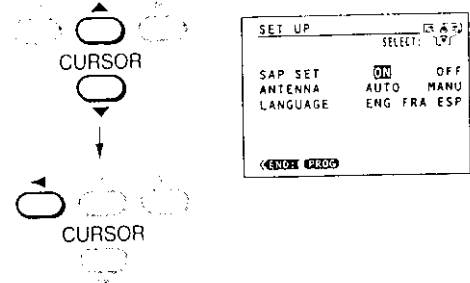 CURSOR
CURSOR
SET UP
SELECT:
SAP SET ON OFF
ANTENNA AUTO MANU
LANGUAGE ENG FRA ESP
<END: PROG>